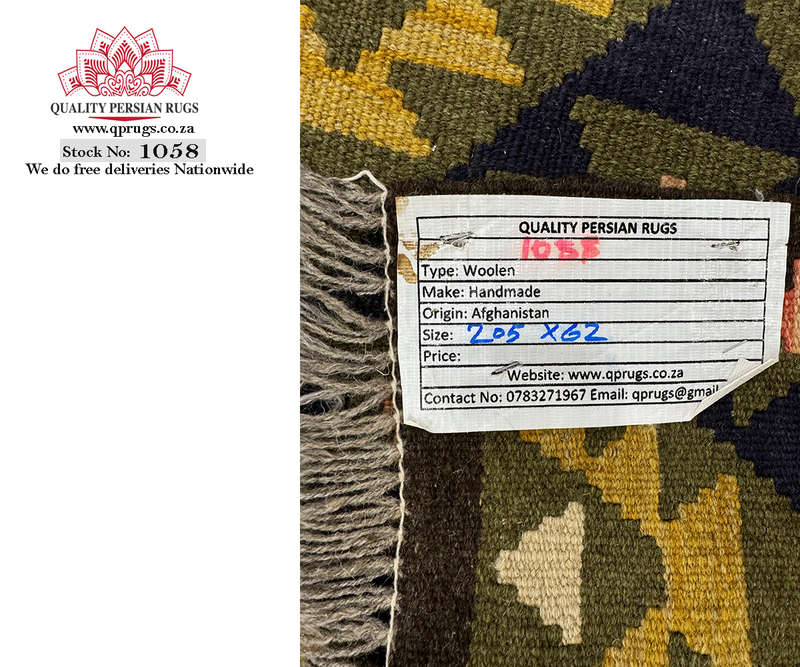 QUALITY PERSIAN RUGS
www.qprugs.co.za
Stock No: 1058
We do free deliveries Nationwide
QUALITY PERSIAN RUGS
Type: Woolen
Make: Handmade
Origin: Afghanistan
Size: 205 X62
Price:
Website: www.qprugs.co.za
Contact No: 0783271967 Email: qprugs@gmail